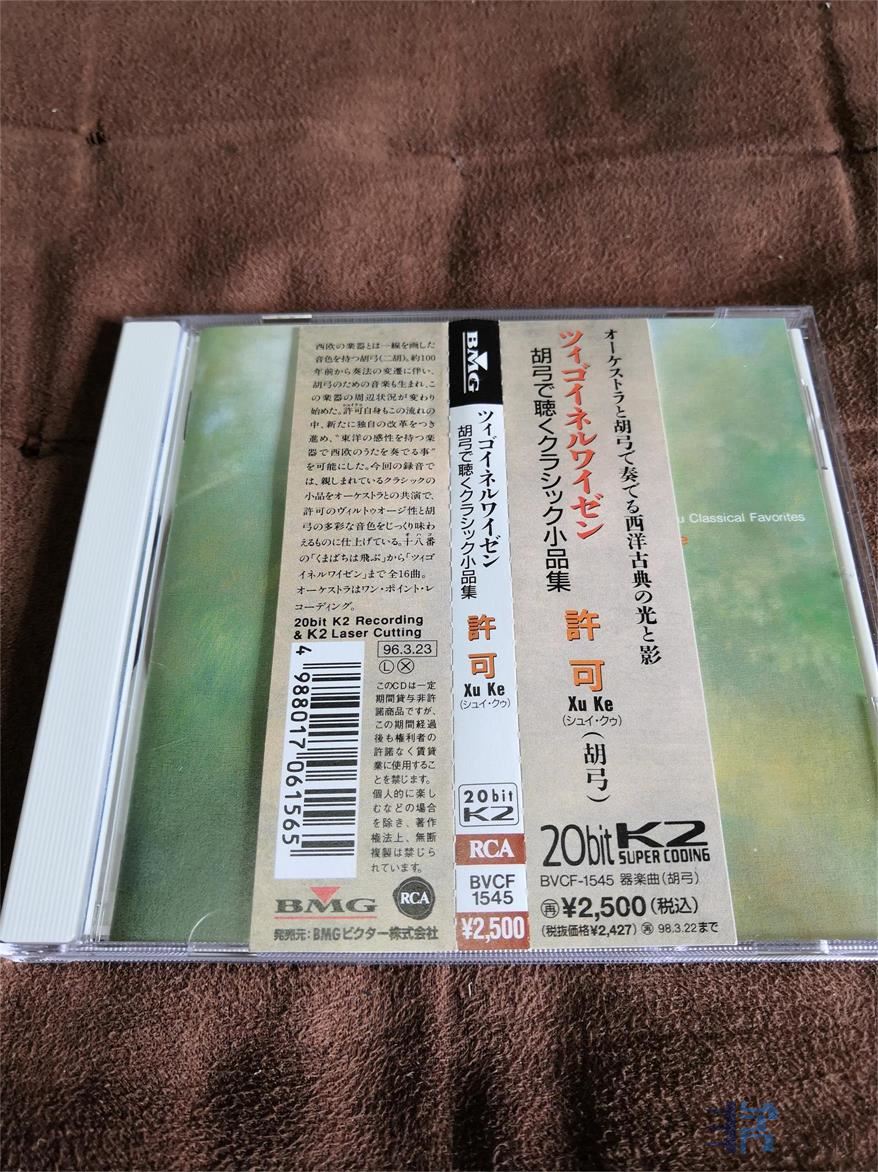 西欧の楽器とは一線を画した
音色を持つ胡弓(二胡)。約100
年前から奏法の変遷に伴い、
胡弓のための音楽も生まれ、こ
の楽器の周辺状況が変わり
始めた。許可自身もこの流れの
中、新たに独自の改革をつき
進め、“東洋の感性を持つ楽
器で西欧のうたを奏でる事”
を可能にした。今回の録音で
は、親しまれているクラシックの
小品をオーケストラとの共演で、
許可のヴィルトゥオージ性と胡
弓の多彩な音色をじっくり味わ
えるものに仕上げている。十八番
の「くまばちは飛ぶ」から「ツィゴ
イネルワイゼン」まで全16曲。
オーケストラはワン・ポイント・レ
コーディング。
20bit K2 Recording
& K2 Laser Cutting
96.3.23
Ⓛ Ⓧ
4 988017 061565
このCDは一定
期間貸与非許
諾商品ですが、
この期間経過
後も権利者の
許諾なく賃貸
業に使用するこ
とを禁じます。
個人的に楽し
むなどの場合
を除き、著作
権法上、無断
複製は禁じら
れています。
BMG
RCA
発売元:BMGビクター株式会社
BMG
ツィゴイネルワイゼン
胡弓で聴くクラシック小品集
許可
Xu Ke
(シュイ・クゥ)
20bit
K2
RCA
BVCF
1545
¥2,500
オーケストラと胡弓で奏でる西洋古典の光と影
ツィゴイネルワイゼン
胡弓で聴くクラシック小品集
許可
Xu Ke
(シュイ・クゥ)
(胡弓)
20bit K2
SUPER CODING
BVCF-1545 器楽曲(胡弓)
再¥2,500(税込)
(税抜価格¥2,427) 再98.3.22まで
u Classical Favorites
e